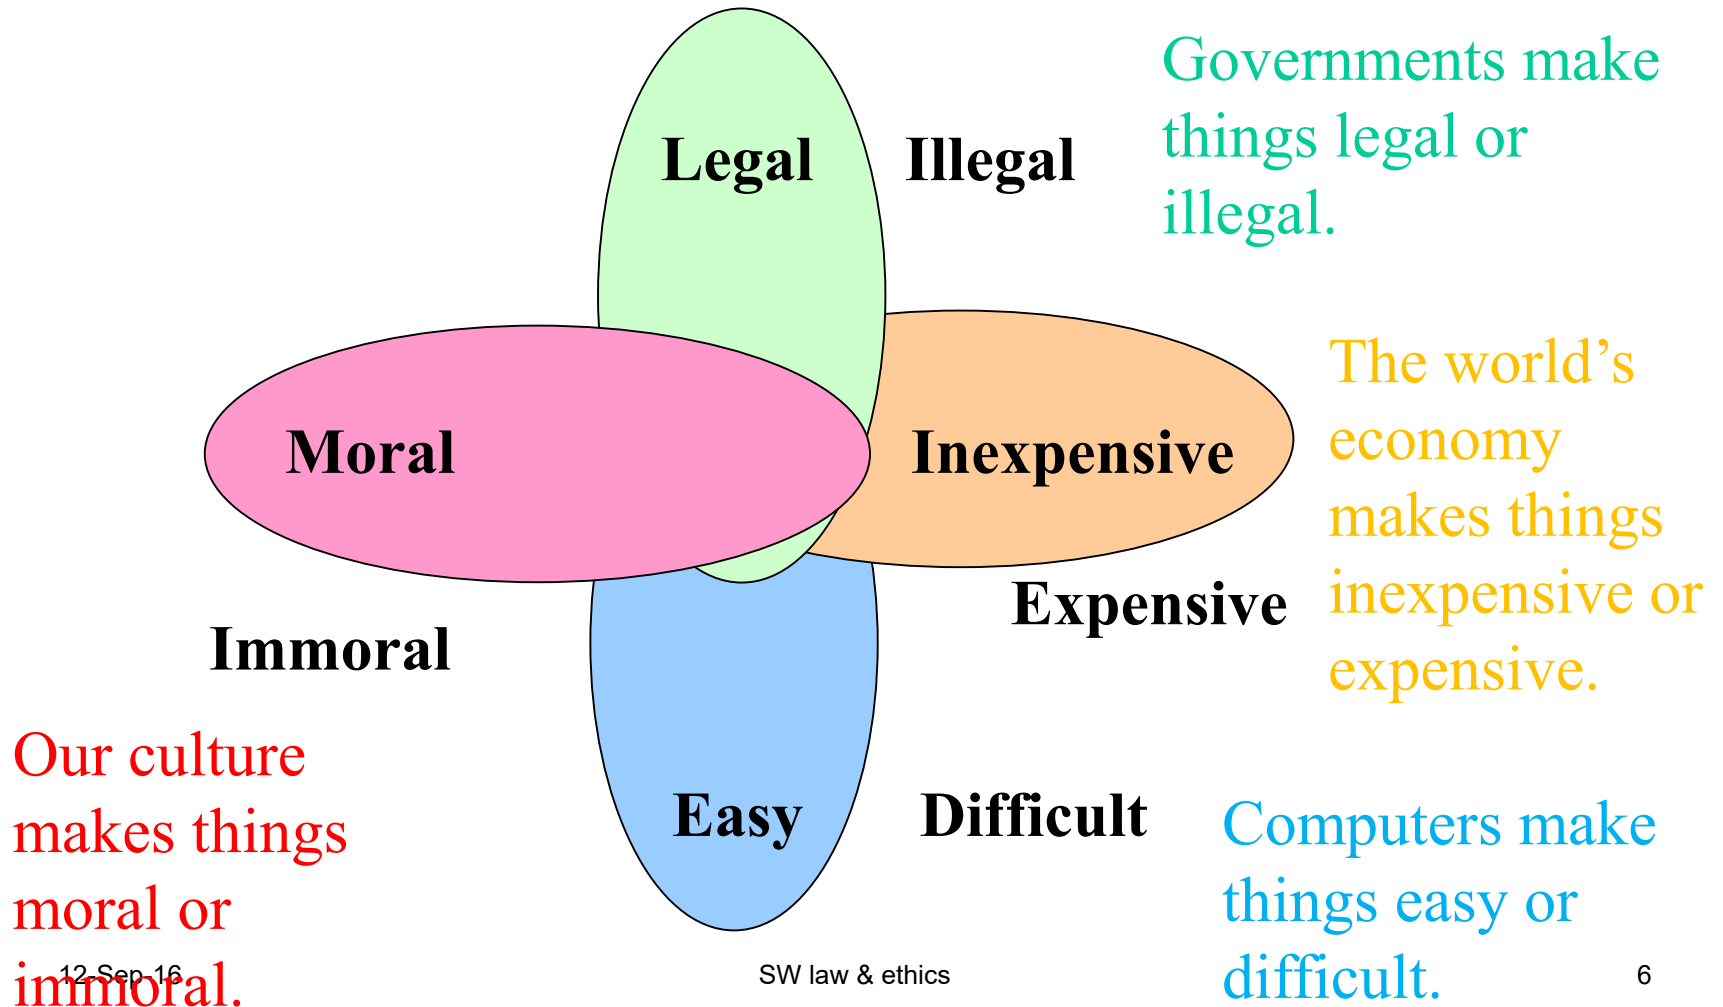 Governments make
things legal or
illegal.
Legal
Illegal
The world’s
economy
makes things
inexpensive or
expensive.
Moral
Inexpensive
Expensive
Immoral
Our culture
makes things
moral or
immoral.
Easy
Difficult
Computers make
things easy or
difficult.
12-Sep-16
SW law & ethics
6